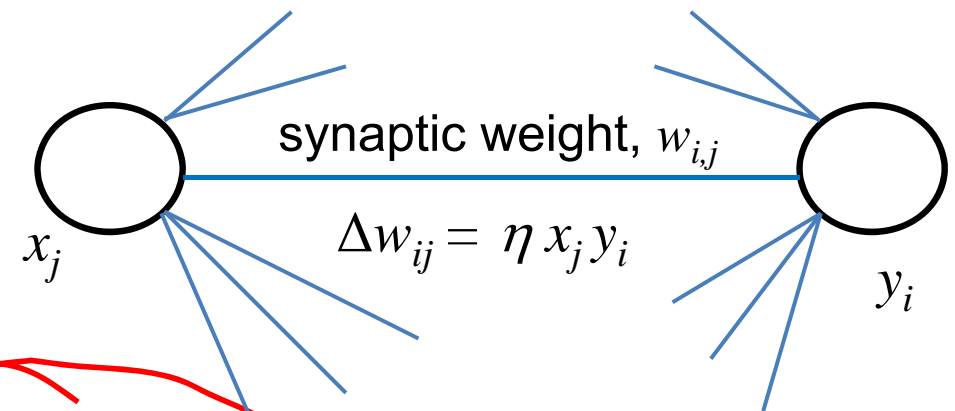 synaptic weight, w_{i,j}
Δw_{ij} = η x_j y_i
x_j
y_i